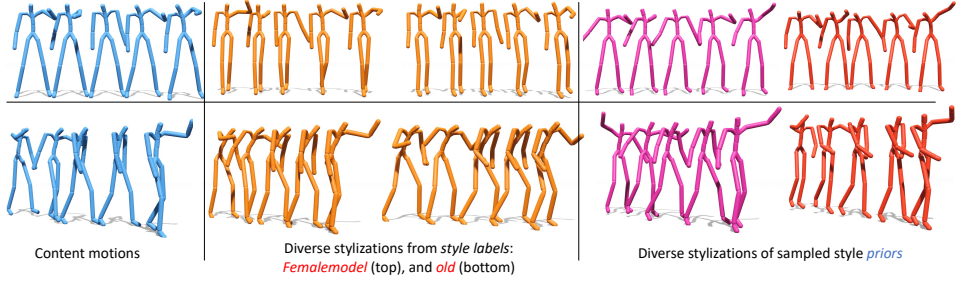 Content motions
Diverse stylizations from style labels:
Femalemodel (top), and old (bottom)
Diverse stylizations of sampled style priors